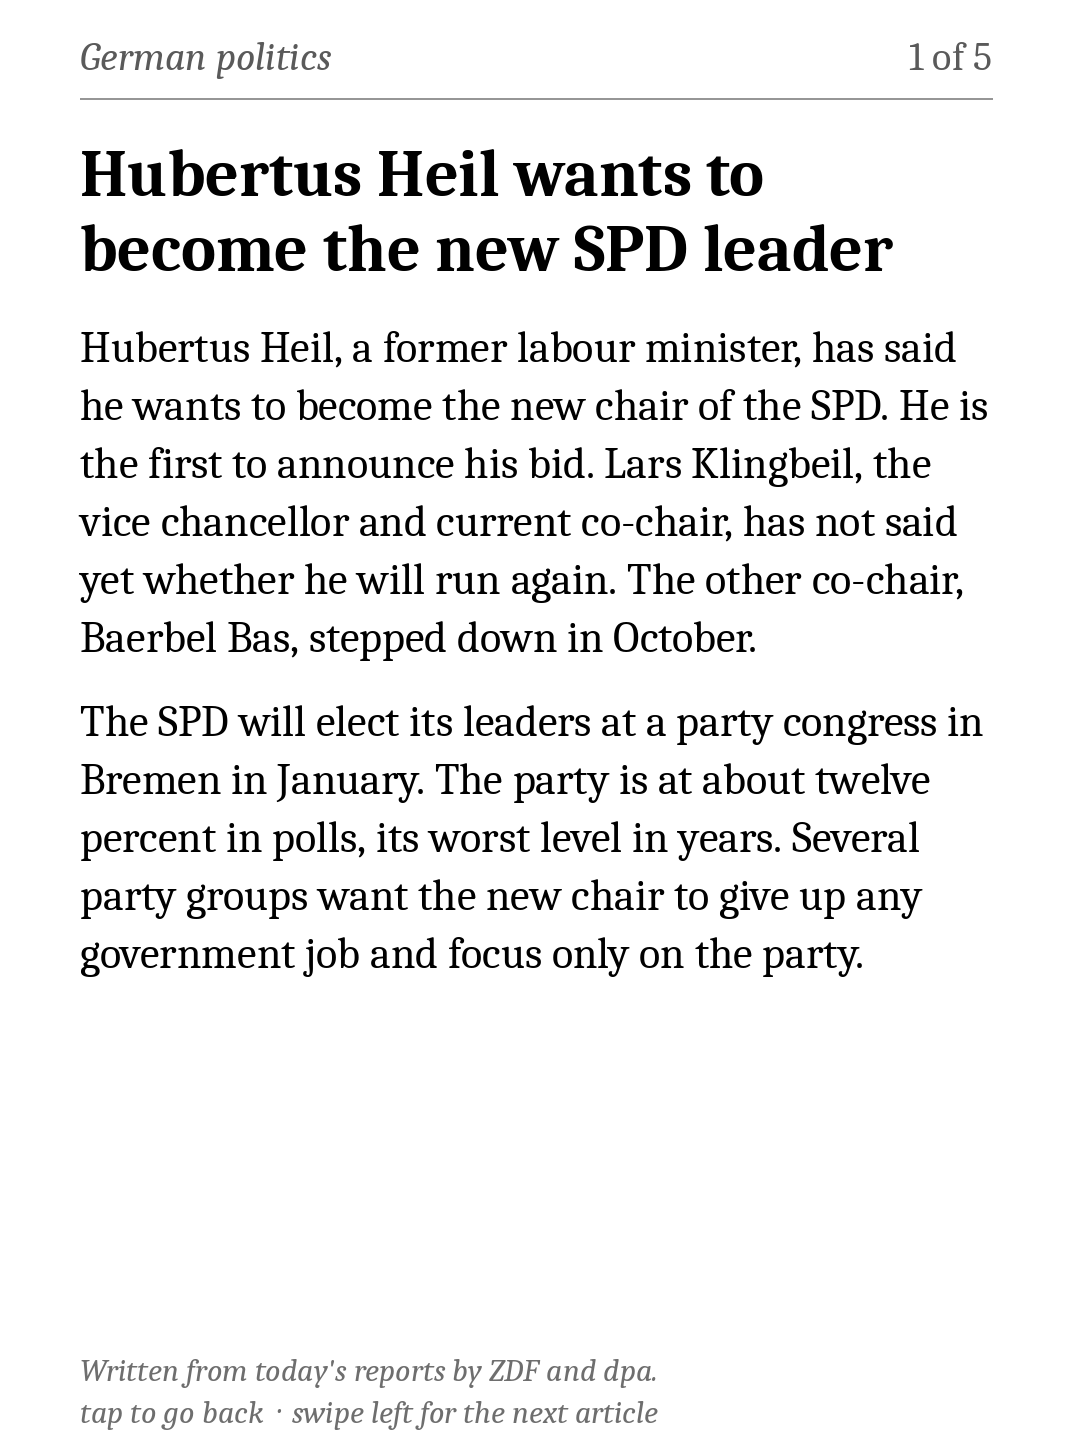 German politics
1 of 5
Hubertus Heil wants to
become the new SPD leader
Hubertus Heil, a former labour minister, has said
he wants to become the new chair of the SPD. He is
the first to announce his bid. Lars Klingbeil, the
vice chancellor and current co-chair, has not said
yet whether he will run again. The other co-chair,
Baerbel Bas, stepped down in October.
The SPD will elect its leaders at a party congress in
Bremen in January. The party is at about twelve
percent in polls, its worst level in years. Several
party groups want the new chair to give up any
government job and focus only on the party.
Written from today's reports by ZDF and dpa.
tap to go back · swipe left for the next article